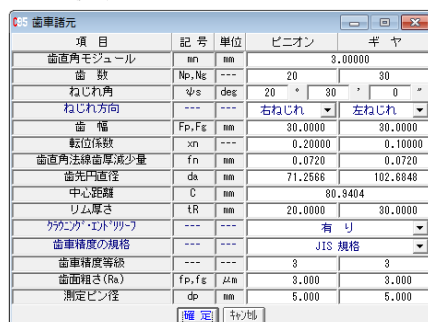 C95 歯車諸元
項 目 記 号 単位 ピニオン ギ ヤ
歯直角モジュール mn mm 3.00000
歯 数 Np,Ng --- 20 30
ねじれ角 ψs deg 20 ° 30 ' 0 "
ねじれ方向 --- --- 右ねじれ 左ねじれ
歯 幅 Fp,Fg mm 30.0000 30.0000
転位係数 xn --- 0.20000 0.10000
歯直角法線歯厚減少量 fn mm 0.0720 0.0720
歯先円直径 da mm 71.2566 102.6848
中心距離 C mm 80.9404
リム厚さ tR mm 20.0000 30.0000
クラウニング・エンドリリーフ --- --- 有 り
歯車精度の規格 --- --- JIS 規格
歯車精度等級 --- 3 3
歯面粗さ(Ra) fp,fg μm 3.000 3.000
測定ピン径 dp mm 5.000 5.000
確 定 キャンセル